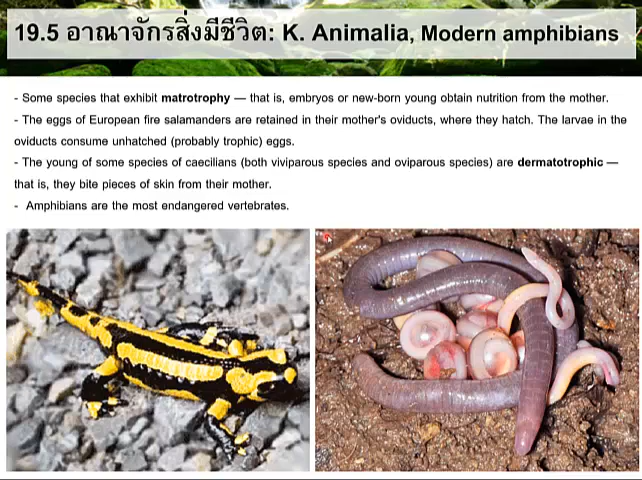 19.5 อาณาจักรสิ่งมีชีวิต: K. Animalia, Modern amphibians
- Some species that exhibit matrotrophy — that is, embryos or new-born young obtain nutrition from the mother.
- The eggs of European fire salamanders are retained in their mother's oviducts, where they hatch. The larvae in the
oviducts consume unhatched (probably trophic) eggs.
- The young of some species of caecilians (both viviparous species and oviparous species) are dermatotrophic —
that is, they bite pieces of skin from their mother.
- Amphibians are the most endangered vertebrates.